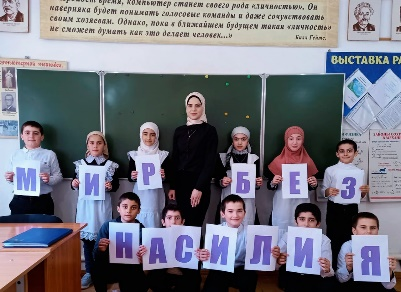 время, компьютер станет своего рода «личностью». Он
наверняка будет понимать голосовые команды и даже сочувствовать
своим хозяевам. Однако, пока в ближайшем будущем такая «личность»
не сможет думать как это делает человек...»
Билл Гейтс.
ВЫСТАВКА РА
МИР БЕЗ
НАСИЛИЯ